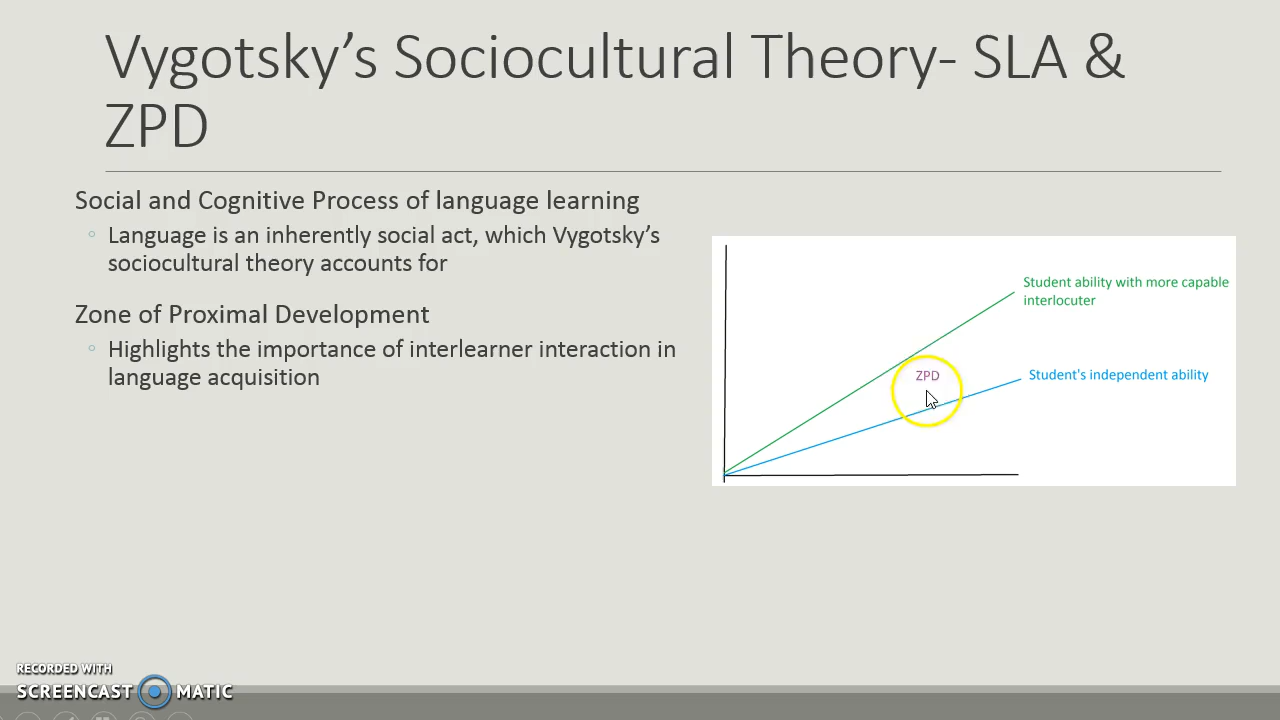 Vygotsky's Sociocultural Theory- SLA &
ZPD
Social and Cognitive Process of language learning
Language is an inherently social act, which Vygotsky's
sociocultural theory accounts for
Zone of Proximal Development
Highlights the importance of interlearner interaction in
language acquisition
Student ability with more capable
interlocuter
ZPD
Student's independent ability
RECORDED WITH
SCREENCAST MATIC